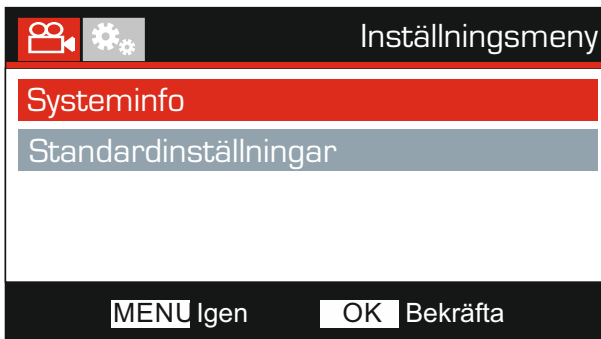 Inställningsmeny
Systeminfo
Standardinställningar
MENU Igen OK Bekräfta